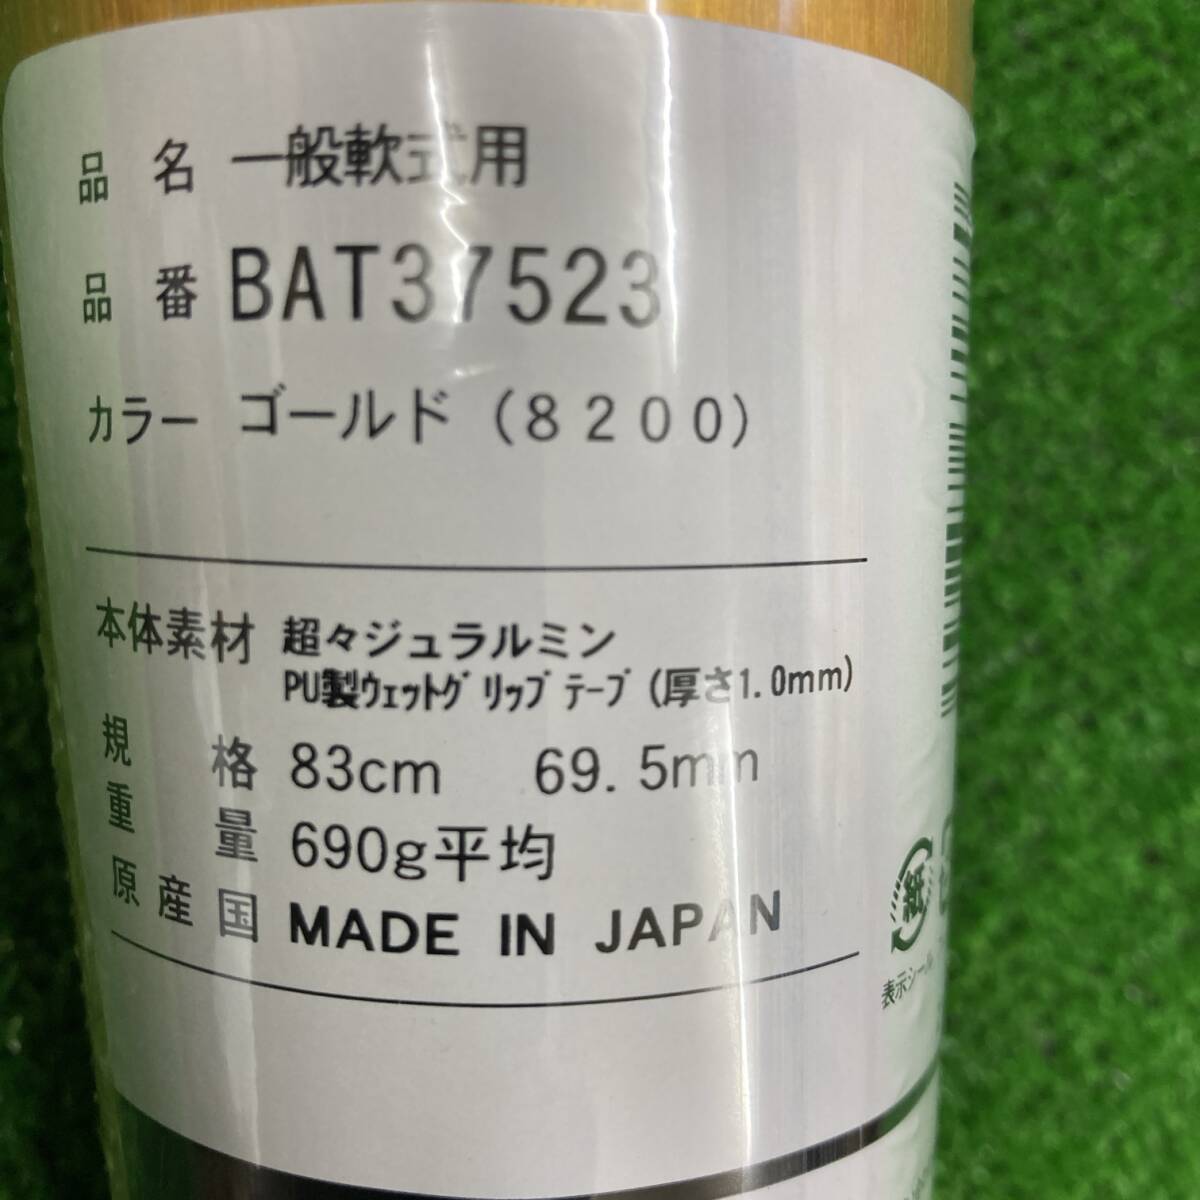 品名 一般軟式用
品番 BAT37523
カラー ゴールド(8200)
本体素材 超々ジュラルミン
PU製ウェットグリップテープ(厚さ1.0mm)
規格 83cm 69.5mm
重量 690g平均
原産国 MADE IN JAPAN
紙
表示シール